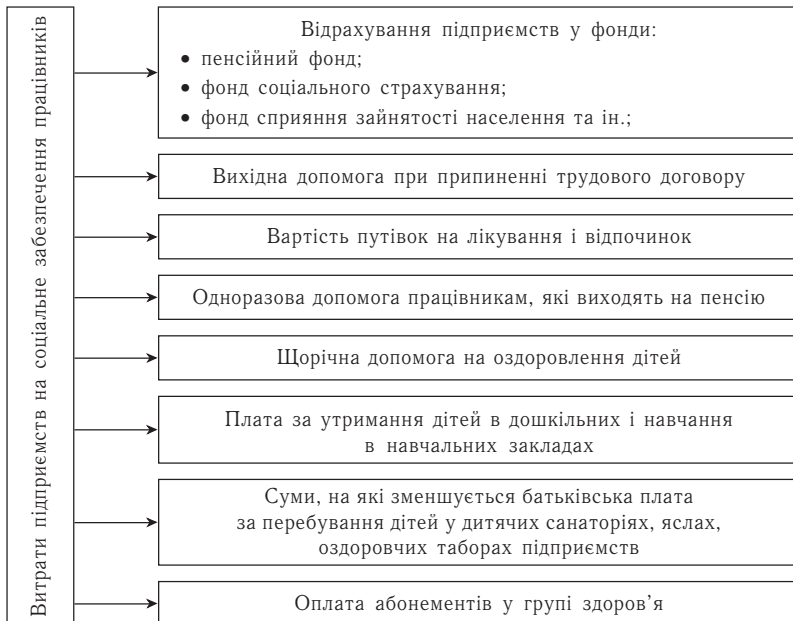 Витрати підприємств на соціальне забезпечення працівників
Відрахування підприємств у фонди:
• пенсійний фонд;
• фонд соціального страхування;
• фонд сприяння зайнятості населення та ін.;
Вихідна допомога при припиненні трудового договору
Вартість путівок на лікування і відпочинок
Одноразова допомога працівникам, які виходять на пенсію
Щорічна допомога на оздоровлення дітей
Плата за утримання дітей в дошкільних і навчання
в навчальних закладах
Суми, на які зменшується батьківська плата
за перебування дітей у дитячих санаторіях, яслах,
оздоровчих таборах підприємств
Оплата абонементів у групі здоров’я